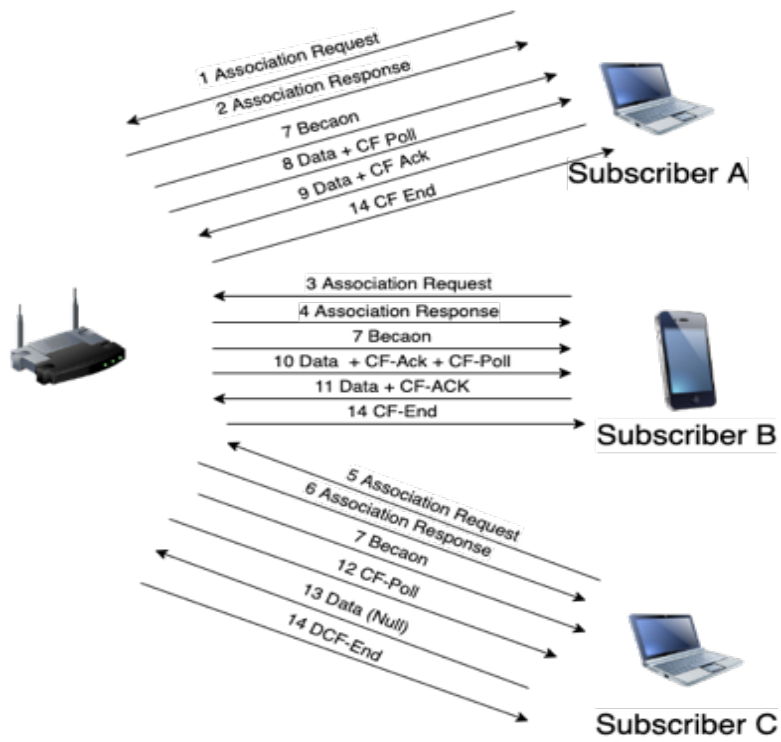 1 Association Request
2 Association Response
7 Becaon
8 Data + CF Poll
9 Data + CF Ack
14 CF End
Subscriber A
3 Association Request
4 Association Response
7 Becaon
10 Data + CF-Ack + CF-Poll
11 Data + CF-ACK
14 CF-End
Subscriber B
5 Association Request
6 Association Response
7 Becaon
12 CF-Poll
13 Data (Null)
14 DCF-End
Subscriber C